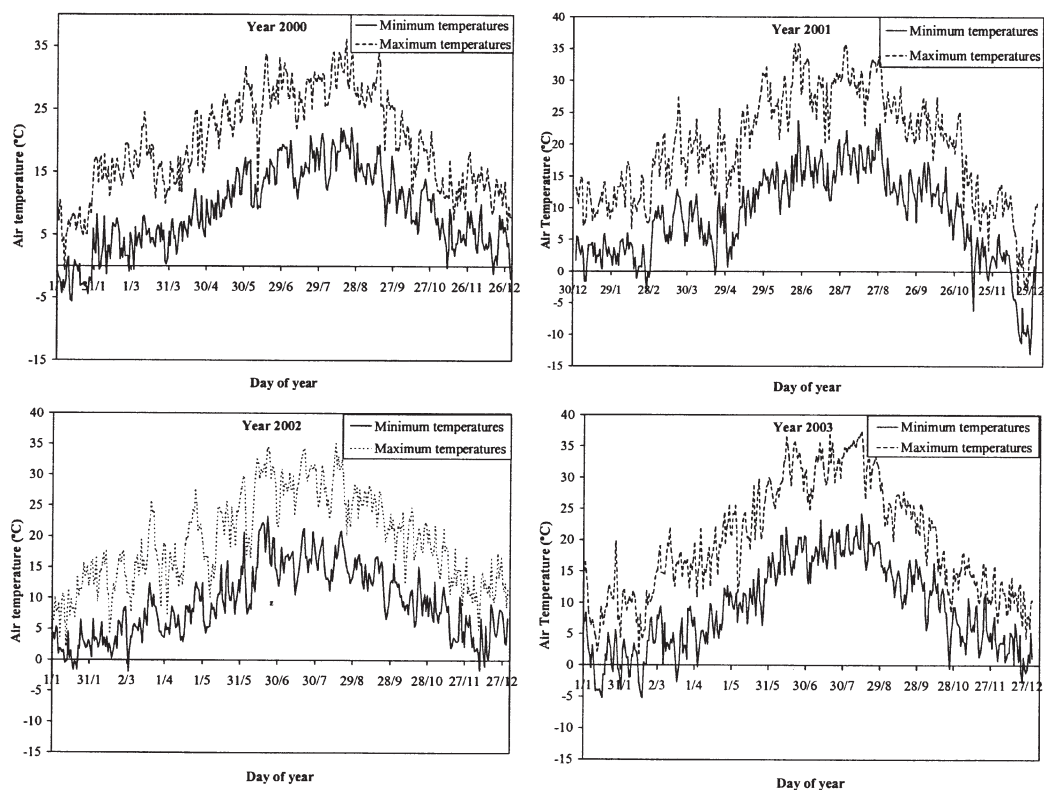 Year 2000
Minimum temperatures
Maximum temperatures
Air temperature (°C)
35
25
15
5
-5
-15
1/1 31/1 1/3 31/3 30/4 30/5 29/6 29/7 28/8 27/9 27/10 26/11 26/12
Day of year
Year 2001
Minimum temperatures
Maximum temperatures
Air Temperature (°C)
40
35
30
25
20
15
10
5
0
-5
-10
-15
30/12 29/1 28/2 30/3 29/4 29/5 28/6 28/7 27/8 26/9 26/10 25/11 25/12
Day of year
Year 2002
Minimum temperatures
Maximum temperatures
Air temperature (°C)
40
35
30
25
20
15
10
5
0
-5
-10
-15
1/1 31/1 2/3 1/4 1/5 31/5 30/6 30/7 29/8 28/9 28/10 27/11 27/12
Day of year
Year 2003
Minimum temperatures
Maximum temperatures
Air Temperature (°C)
40
35
30
25
20
15
10
5
0
-5
-10
-15
1/1 31/1 2/3 1/4 1/5 31/5 30/6 30/7 29/8 28/9 28/10 27/11 27/12
Day of year